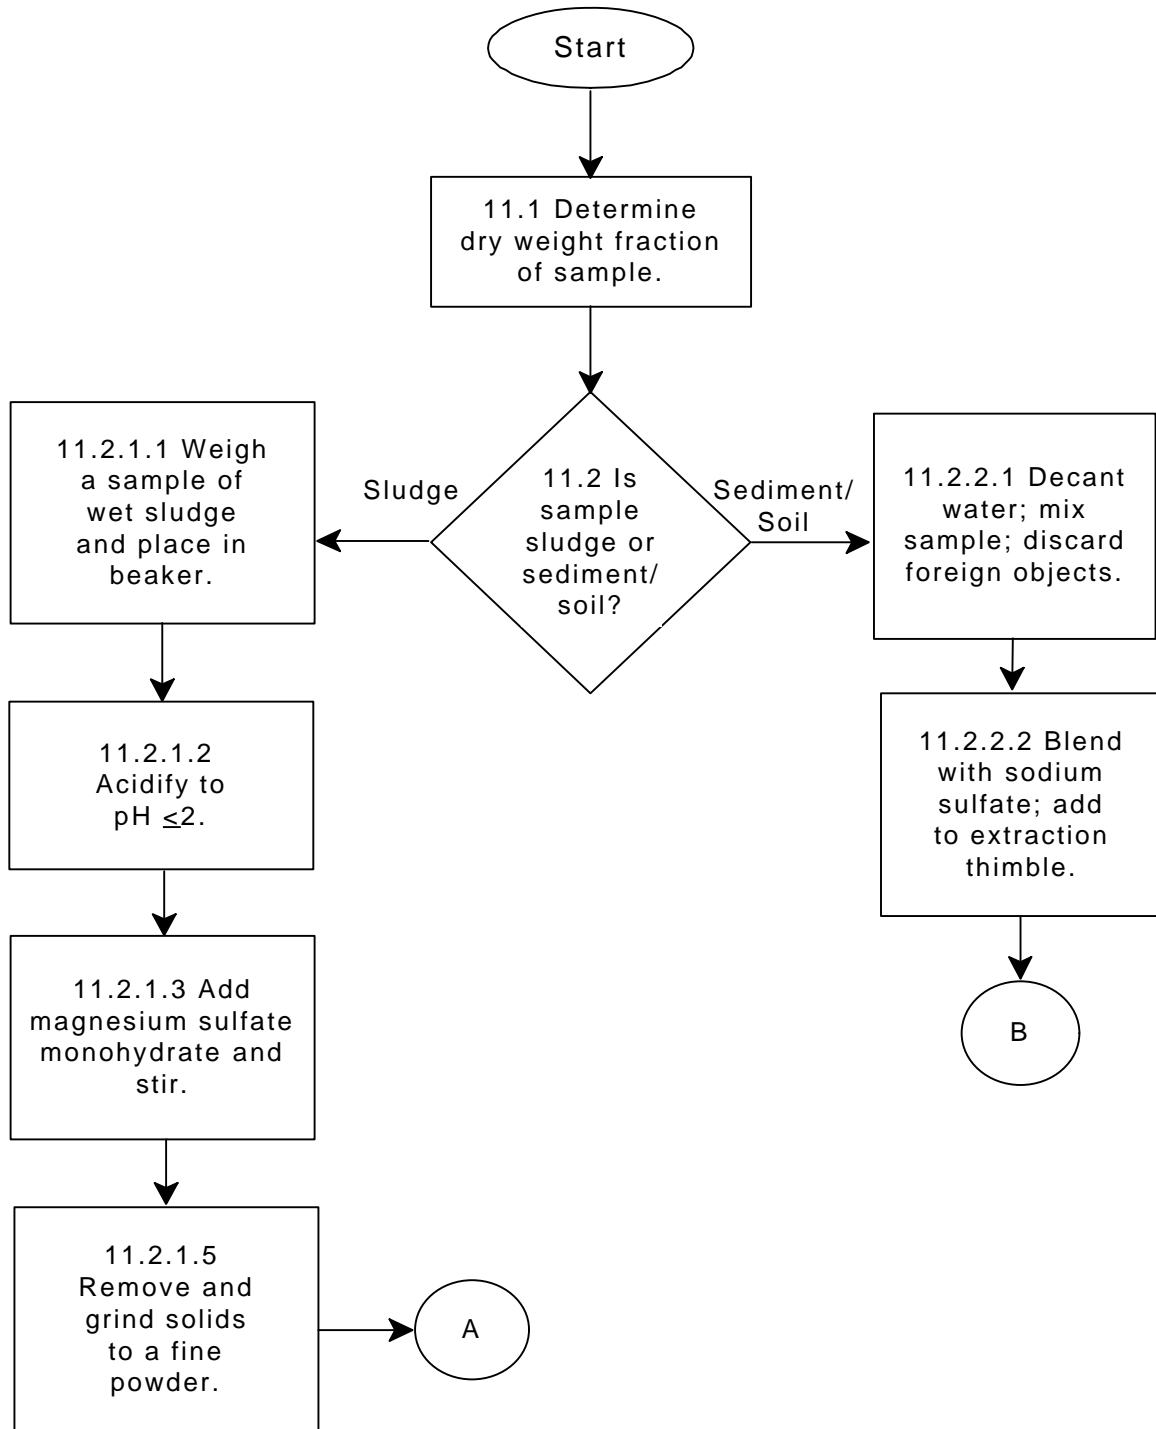 Start
11.1 Determine
dry weight fraction
of sample.
11.2 Is
sample
sludge or
sediment/
soil?
Sludge
Sediment/
Soil
11.2.1.1 Weigh
a sample of
wet sludge
and place in
beaker.
11.2.1.2
Acidify to
pH ≤2.
11.2.1.3 Add
magnesium sulfate
monohydrate and
stir.
11.2.1.5
Remove and
grind solids
to a fine
powder.
A
11.2.2.1 Decant
water; mix
sample; discard
foreign objects.
11.2.2.2 Blend
with sodium
sulfate; add
to extraction
thimble.
B